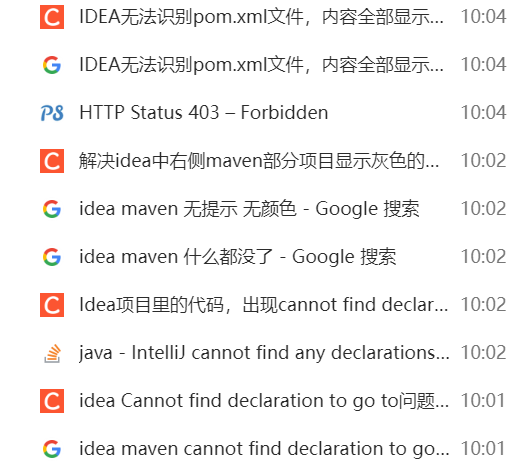 IDEA无法识别pom.xml文件，内容全部显示... 10:04
IDEA无法识别pom.xml文件，内容全部显示... 10:04
HTTP Status 403 – Forbidden 10:04
解决idea中右侧maven部分项目显示灰色的... 10:02
idea maven 无提示 无颜色 - Google 搜索 10:02
idea maven 什么都没了 - Google 搜索 10:02
Idea项目里的代码，出现cannot find declar... 10:02
java - IntelliJ cannot find any declarations... 10:02
idea Cannot find declaration to go to问题... 10:01
idea maven cannot find declaration to go... 10:01